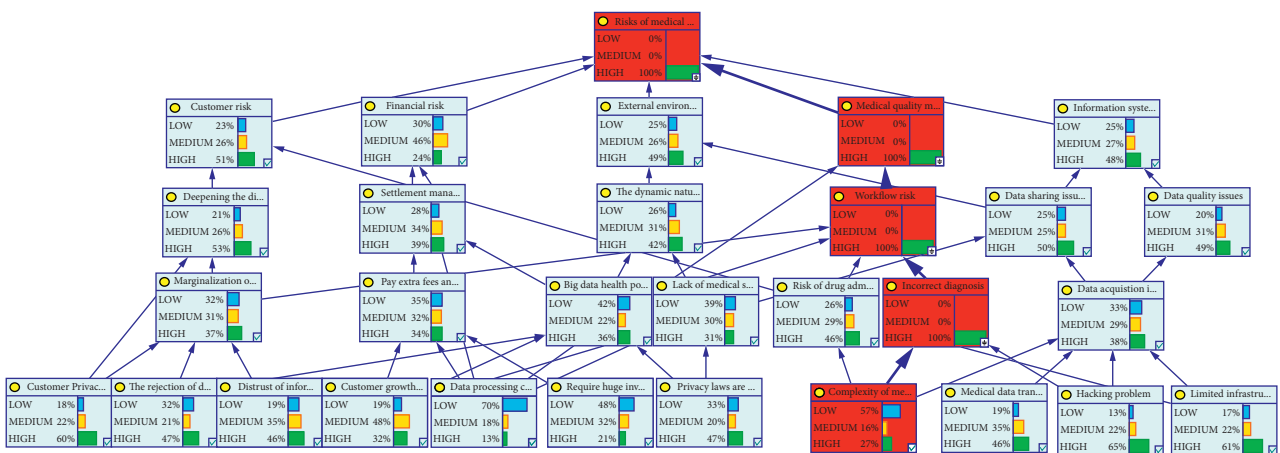 Risks of medical ...
LOW 0%
MEDIUM 0%
HIGH 100%
Customer risk
LOW 23%
MEDIUM 26%
HIGH 51%
Financial risk
LOW 30%
MEDIUM 46%
HIGH 24%
External environ...
LOW 25%
MEDIUM 26%
HIGH 49%
Medical quality m...
LOW 0%
MEDIUM 0%
HIGH 100%
Information syste...
LOW 25%
MEDIUM 27%
HIGH 48%
Deepening the di...
LOW 21%
MEDIUM 26%
HIGH 53%
Settlement mana...
LOW 28%
MEDIUM 34%
HIGH 39%
The dynamic natu...
LOW 26%
MEDIUM 31%
HIGH 42%
Workflow risk
LOW 0%
MEDIUM 0%
HIGH 100%
Data sharing issu...
LOW 25%
MEDIUM 25%
HIGH 50%
Data quality issues
LOW 20%
MEDIUM 31%
HIGH 49%
Marginalization o...
LOW 32%
MEDIUM 31%
HIGH 37%
Pay extra fees an...
LOW 35%
MEDIUM 32%
HIGH 34%
Big data health po...
LOW 42%
MEDIUM 22%
HIGH 36%
Lack of medical s...
LOW 39%
MEDIUM 30%
HIGH 31%
Risk of drug adm...
LOW 26%
MEDIUM 29%
HIGH 46%
Incorrect diagnosis
LOW 0%
MEDIUM 0%
HIGH 100%
Data acquistion i...
LOW 33%
MEDIUM 29%
HIGH 38%
Customer Privac...
LOW 18%
MEDIUM 22%
HIGH 60%
The rejection of d...
LOW 32%
MEDIUM 21%
HIGH 47%
Distrust of infor...
LOW 19%
MEDIUM 35%
HIGH 46%
Customer growth...
LOW 19%
MEDIUM 48%
HIGH 32%
Data processing c...
LOW 70%
MEDIUM 18%
HIGH 13%
Require huge inv...
LOW 48%
MEDIUM 32%
HIGH 21%
Privacy laws are ...
LOW 33%
MEDIUM 20%
HIGH 47%
Complexity of me...
LOW 57%
MEDIUM 16%
HIGH 27%
Medical data tran...
LOW 19%
MEDIUM 35%
HIGH 46%
Hacking problem
LOW 13%
MEDIUM 22%
HIGH 65%
Limited infrastru...
LOW 17%
MEDIUM 22%
HIGH 61%